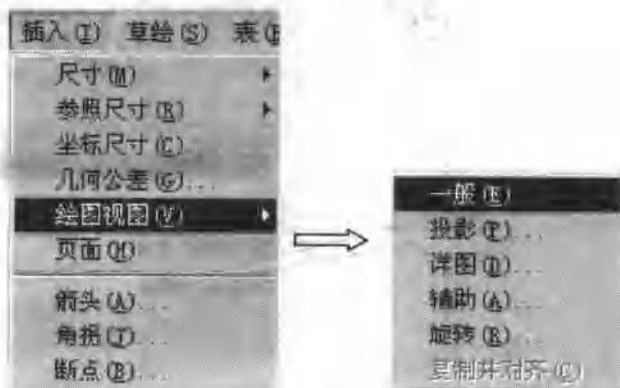 插入(I) 草绘(S) 表(
尺寸(M)
参照尺寸(R)
坐标尺寸(C)...
几何公差(G)...
绘图视图(V)
页面(M)
箭头(A)...
角拐(T)...
断点(B)...
一般(E)
投影(P)...
详图(D)...
辅助(A)...
旋转(R)...
复制并对齐(C)